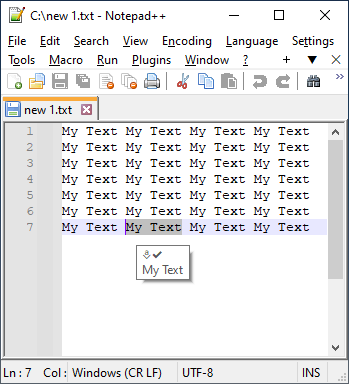 C:\new 1.txt - Notepad++
File Edit Search View Encoding Language Settings
Tools Macro Run Plugins Window ? + ▼ X
new 1.txt
1 My Text My Text My Text My Text
2 My Text My Text My Text My Text
3 My Text My Text My Text My Text
4 My Text My Text My Text My Text
5 My Text My Text My Text My Text
6 My Text My Text My Text My Text
7 My Text My Text My Text My Text
My Text
Ln : 7 Col : Windows (CR LF) UTF-8 INS